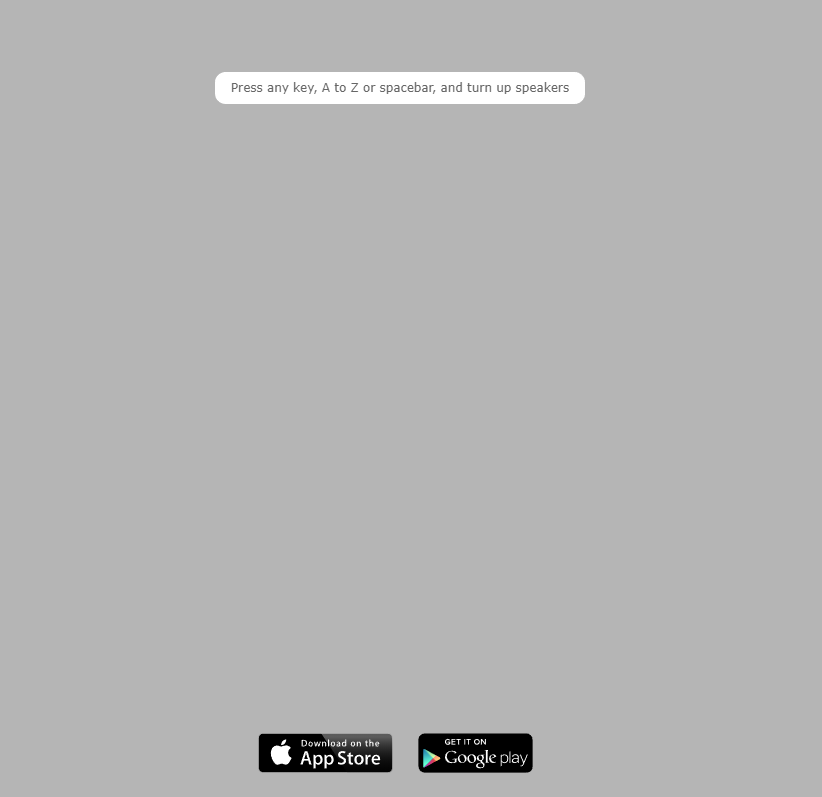 Press any key, A to Z or spacebar, and turn up speakers
Download on the
App Store
GET IT ON
Google play